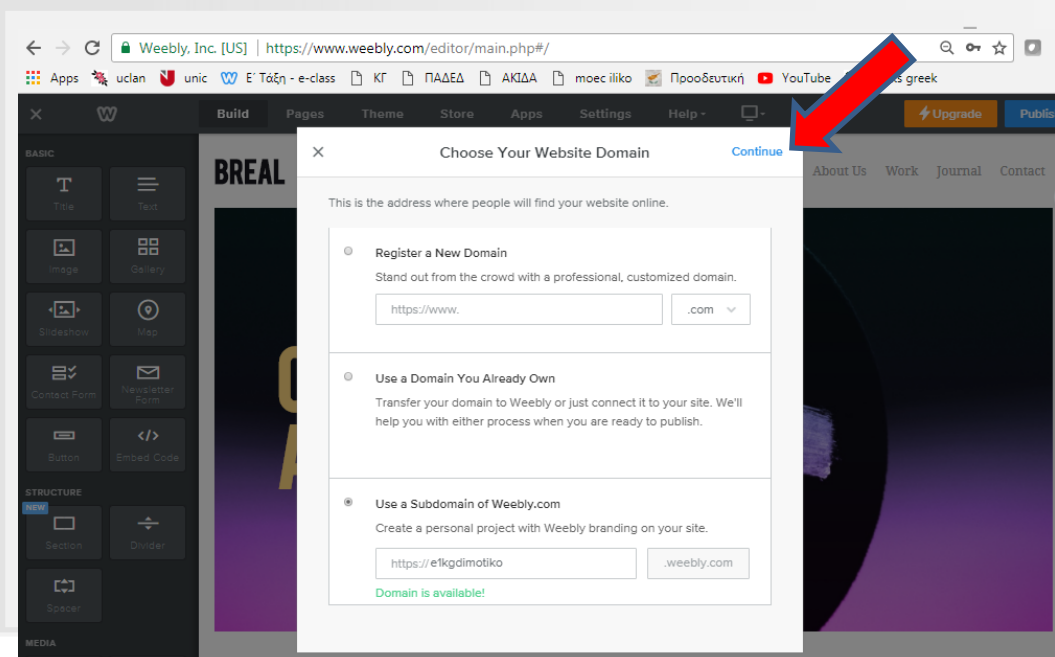 Weebly, Inc. [US] | https://www.weebly.com/editor/main.php#/
Apps uclan unic Ε΄ Τάξη - e-class ΚΓ ΠΑΔΕΔ ΑΚΙΔΑ moec iliko Προοδευτική YouTube greek
Build Pages Theme Store Apps Settings Help Upgrade Publis
BASIC
Title Text
Image Gallery
Slideshow Map
Contact Form Newsletter Form
Button Embed Code
STRUCTURE
NEW
Section Divider
Spacer
MEDIA
BREAL
About Us Work Journal Contact
Choose Your Website Domain Continue
This is the address where people will find your website online.
Register a New Domain
Stand out from the crowd with a professional, customized domain.
https://www. .com
Use a Domain You Already Own
Transfer your domain to Weebly or just connect it to your site. We'll
help you with either process when you are ready to publish.
Use a Subdomain of Weebly.com
Create a personal project with Weebly branding on your site.
https:// e1kgdimotiko .weebly.com
Domain is available!